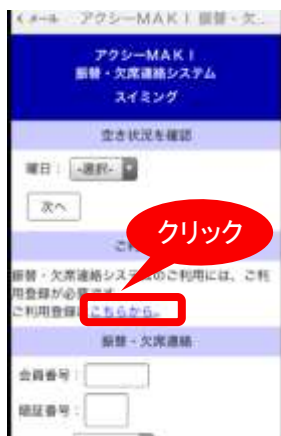 メール アクシーMAKI 振替・欠...
アクシーMAKI
振替・欠席連絡システム
スイミング
空き状況を確認
曜日： -選択-
次へ
クリック
振替・欠席連絡システムのご利用には、ご利
用登録が必要です
ご利用登録 こちらから。
振替・欠席連絡
会員番号：
暗証番号：